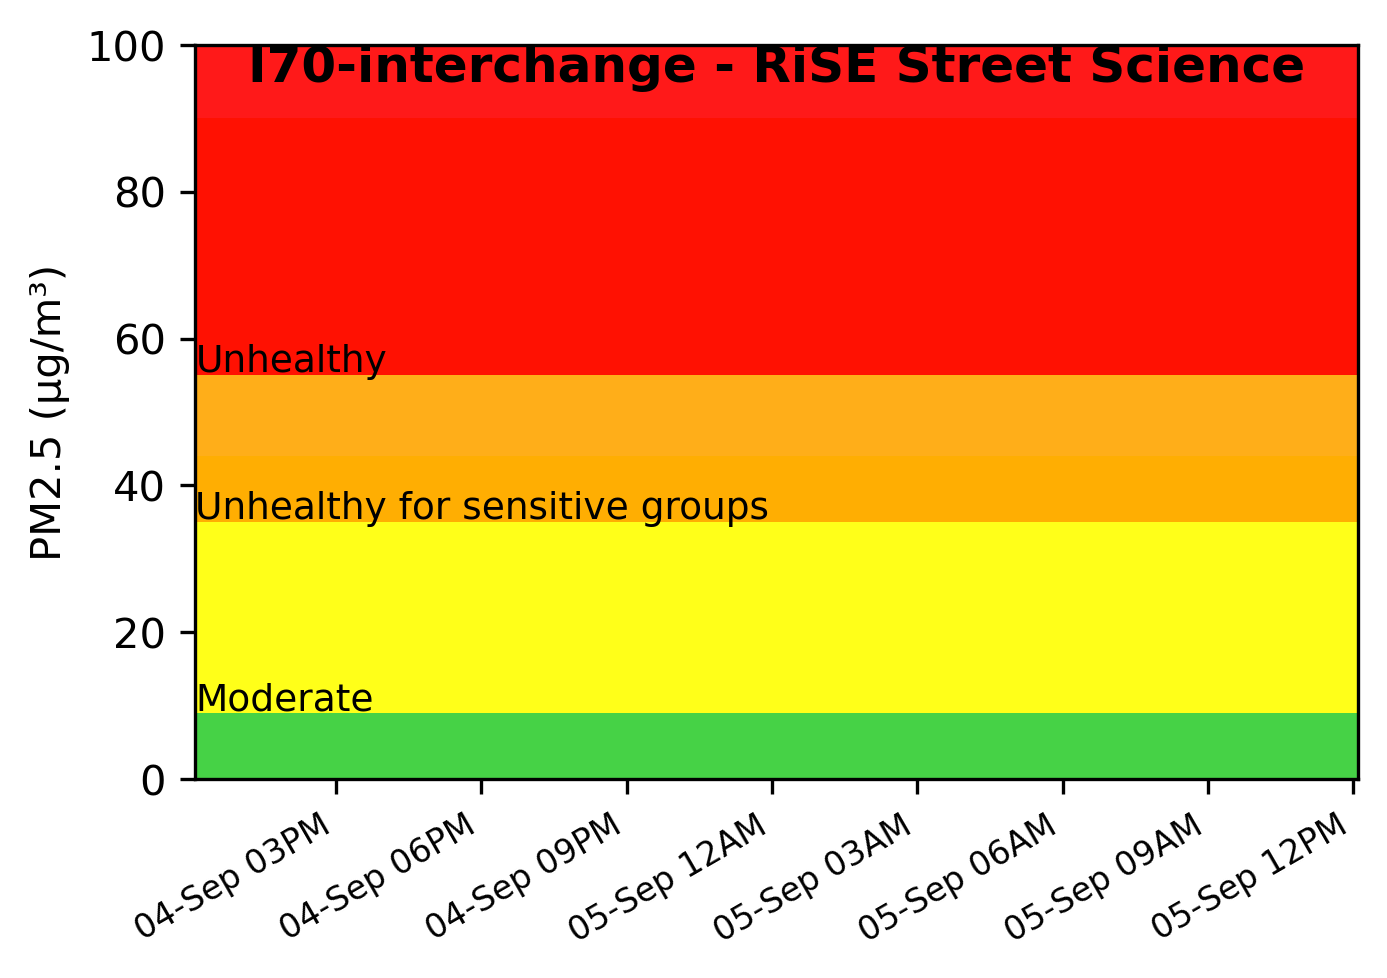 I70-interchange - RiSE Street Science
100
80
60
40
20
0
PM2.5 (µg/m³)
Unhealthy
Unhealthy for sensitive groups
Moderate
04-Sep 03PM
04-Sep 06PM
04-Sep 09PM
05-Sep 12AM
05-Sep 03AM
05-Sep 06AM
05-Sep 09AM
05-Sep 12PM